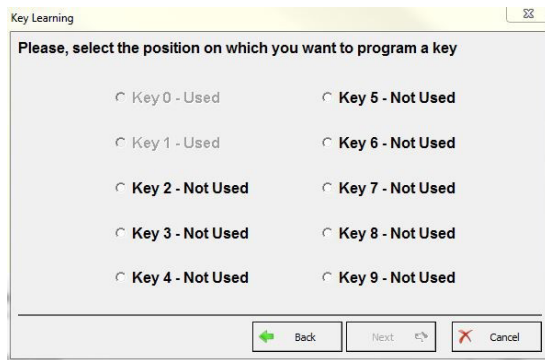 Key Learning
Please, select the position on which you want to program a key
Key 0 - Used
Key 1 - Used
Key 2 - Not Used
Key 3 - Not Used
Key 4 - Not Used
Key 5 - Not Used
Key 6 - Not Used
Key 7 - Not Used
Key 8 - Not Used
Key 9 - Not Used
Back
Next
Cancel